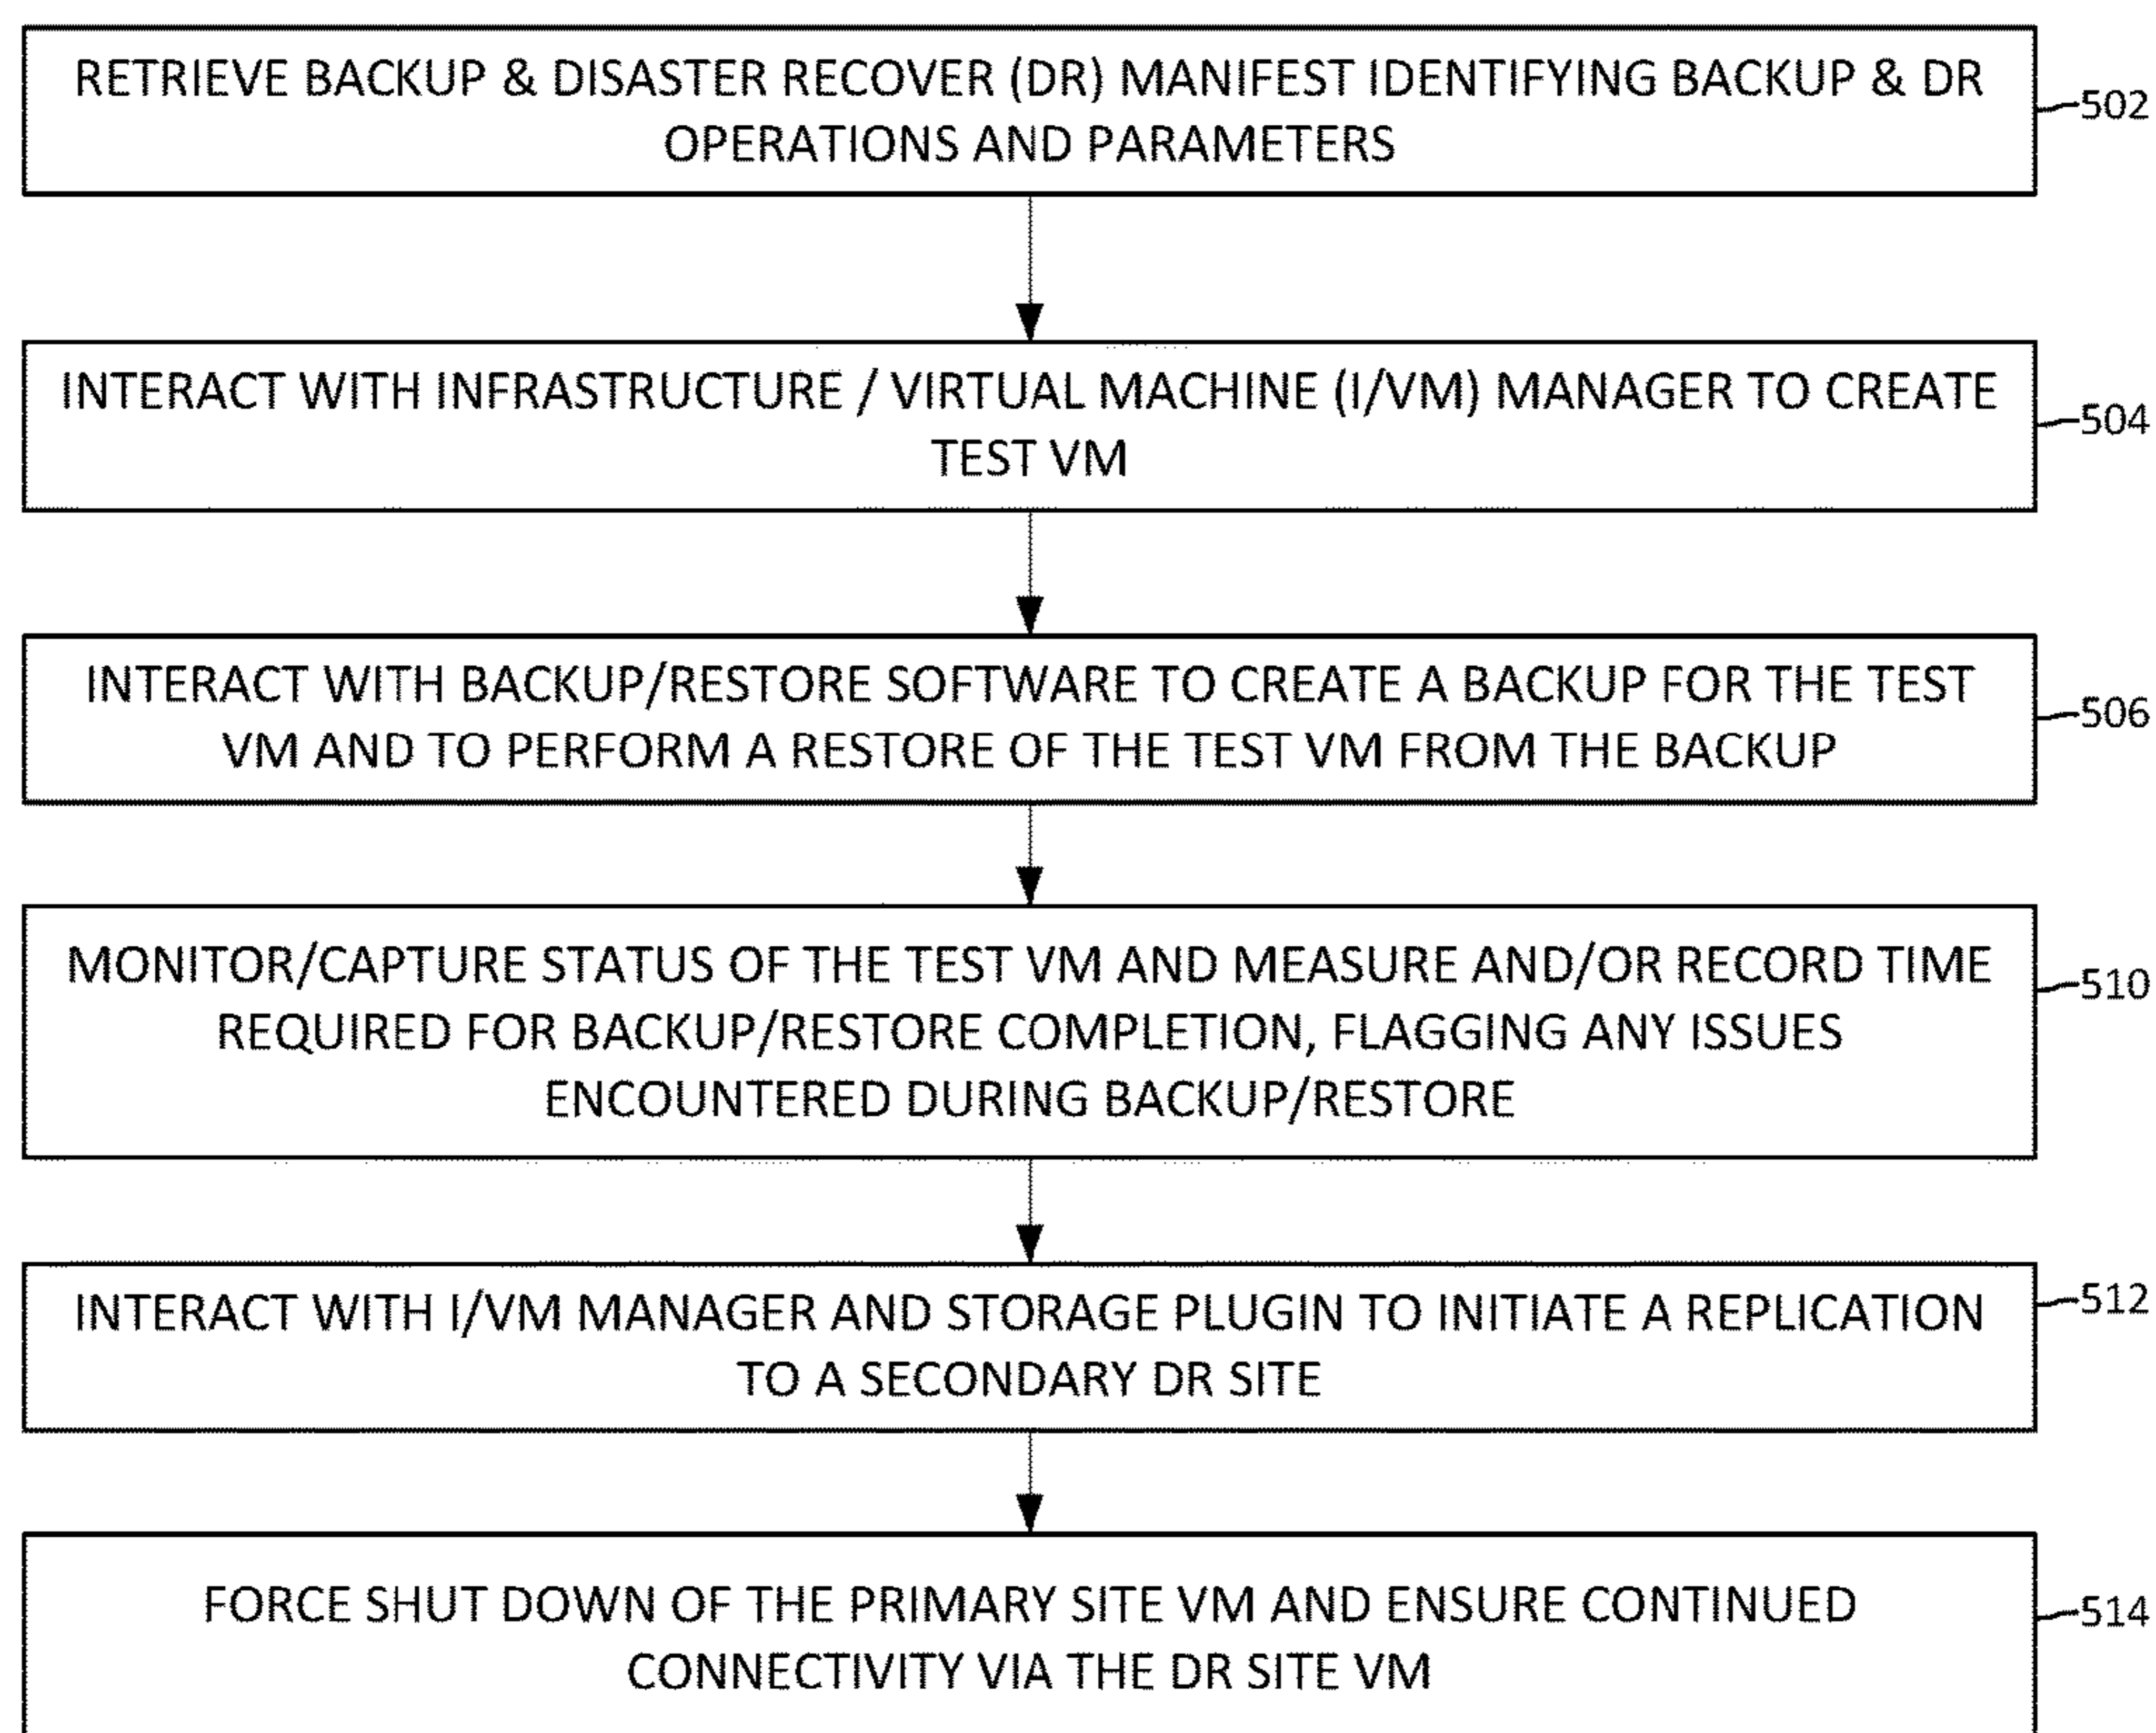 RETRIEVE BACKUP & DISASTER RECOVER (DR) MANIFEST IDENTIFYING BACKUP & DR
OPERATIONS AND PARAMETERS
502
INTERACT WITH INFRASTRUCTURE / VIRTUAL MACHINE (I/VM) MANAGER TO CREATE
TEST VM
504
INTERACT WITH BACKUP/RESTORE SOFTWARE TO CREATE A BACKUP FOR THE TEST
VM AND TO PERFORM A RESTORE OF THE TEST VM FROM THE BACKUP
506
MONITOR/CAPTURE STATUS OF THE TEST VM AND MEASURE AND/OR RECORD TIME
REQUIRED FOR BACKUP/RESTORE COMPLETION, FLAGGING ANY ISSUES
ENCOUNTERED DURING BACKUP/RESTORE
510
INTERACT WITH I/VM MANAGER AND STORAGE PLUGIN TO INITIATE A REPLICATION
TO A SECONDARY DR SITE
512
FORCE SHUT DOWN OF THE PRIMARY SITE VM AND ENSURE CONTINUED
CONNECTIVITY VIA THE DR SITE VM
514